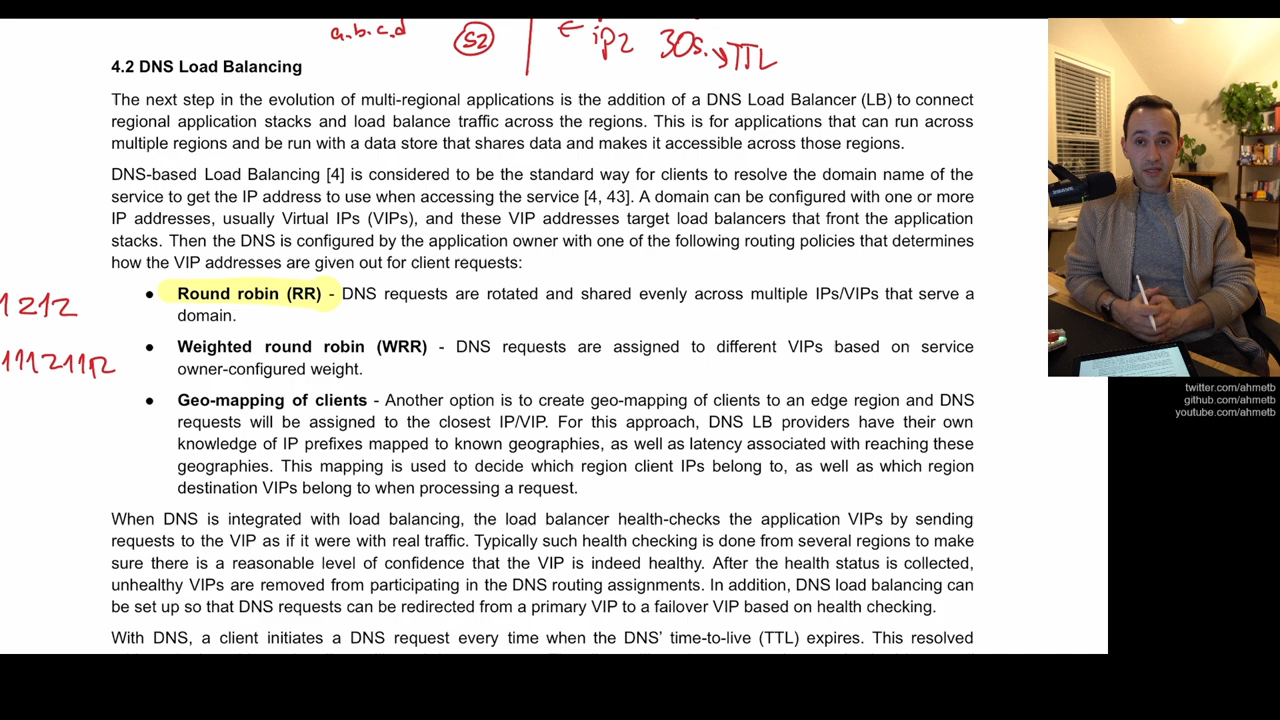 a.b.c.d
S2
← ip2 30s. ↘TTL
4.2 DNS Load Balancing
The next step in the evolution of multi-regional applications is the addition of a DNS Load Balancer (LB) to connect
regional application stacks and load balance traffic across the regions. This is for applications that can run across
multiple regions and be run with a data store that shares data and makes it accessible across those regions.
DNS-based Load Balancing [4] is considered to be the standard way for clients to resolve the domain name of the
service to get the IP address to use when accessing the service [4, 43]. A domain can be configured with one or more
IP addresses, usually Virtual IPs (VIPs), and these VIP addresses target load balancers that front the application
stacks. Then the DNS is configured by the application owner with one of the following routing policies that determines
how the VIP addresses are given out for client requests:
● Round robin (RR) - DNS requests are rotated and shared evenly across multiple IPs/VIPs that serve a
domain.
1212
● Weighted round robin (WRR) - DNS requests are assigned to different VIPs based on service
owner-configured weight.
● Geo-mapping of clients - Another option is to create geo-mapping of clients to an edge region and DNS
requests will be assigned to the closest IP/VIP. For this approach, DNS LB providers have their own
knowledge of IP prefixes mapped to known geographies, as well as latency associated with reaching these
geographies. This mapping is used to decide which region client IPs belong to, as well as which region
destination VIPs belong to when processing a request.
When DNS is integrated with load balancing, the load balancer health-checks the application VIPs by sending
requests to the VIP as if it were with real traffic. Typically such health checking is done from several regions to make
sure there is a reasonable level of confidence that the VIP is indeed healthy. After the health status is collected,
unhealthy VIPs are removed from participating in the DNS routing assignments. In addition, DNS load balancing can
be set up so that DNS requests can be redirected from a primary VIP to a failover VIP based on health checking.
With DNS, a client initiates a DNS request every time when the DNS' time-to-live (TTL) expires. This resolved
twitter.com/ahmetb
github.com/ahmetb
youtube.com/ahmetb